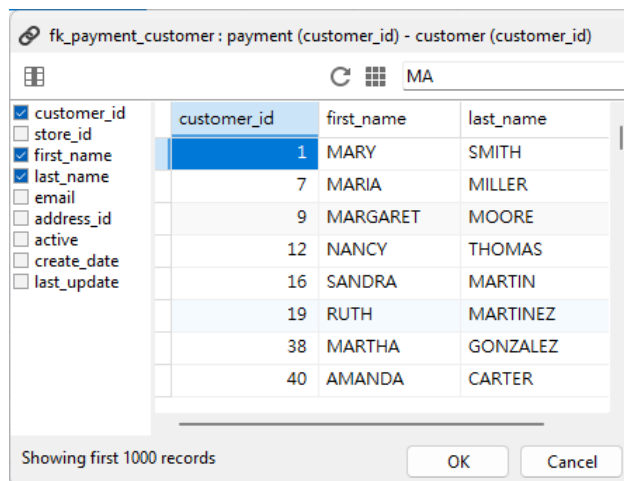 fk_payment_customer : payment (customer_id) - customer (customer_id)
MA
customer_id
store_id
first_name
last_name
email
address_id
active
create_date
last_update
customer_id first_name last_name
1 MARY SMITH
7 MARIA MILLER
9 MARGARET MOORE
12 NANCY THOMAS
16 SANDRA MARTIN
19 RUTH MARTINEZ
38 MARTHA GONZALEZ
40 AMANDA CARTER
Showing first 1000 records
OK Cancel